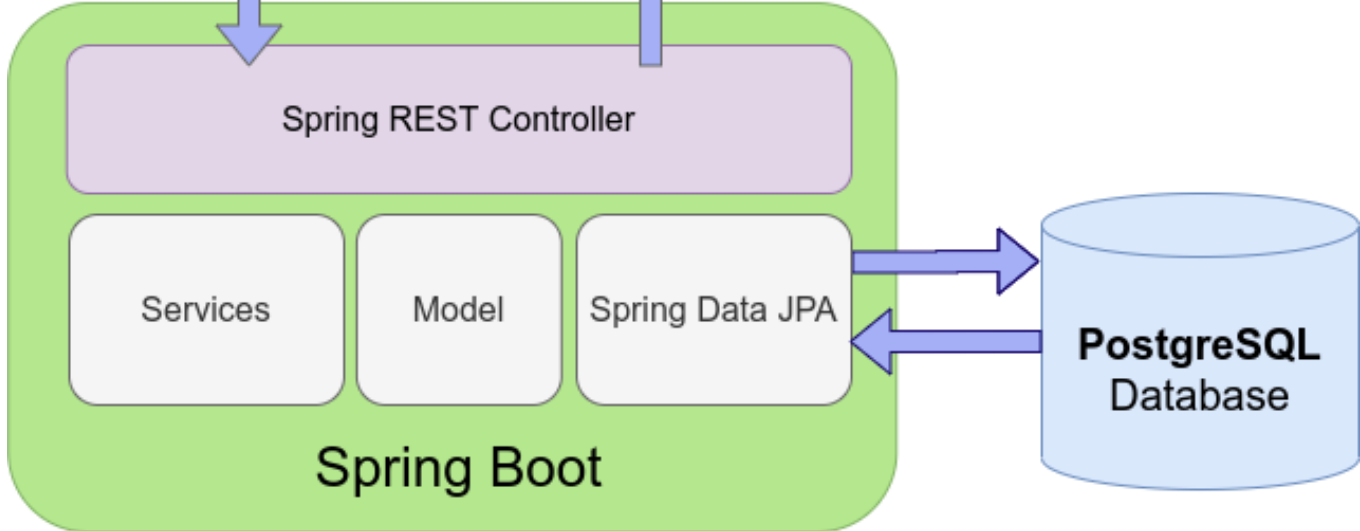 Spring REST Controller
Services
Model
Spring Data JPA
PostgreSQL
Database
Spring Boot